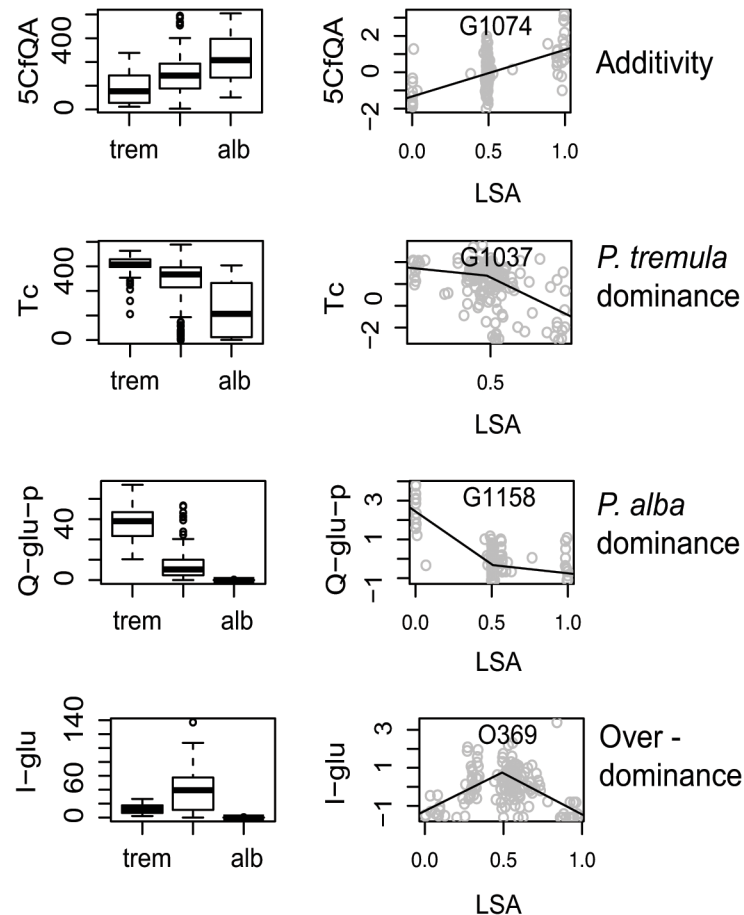 5CfQA
0
400
trem
alb
5CfQA
−2
0
2
G1074
0.0
0.5
1.0
LSA
Additivity
Tc
0
400
trem
alb
Tc
−2
0
G1037
0.5
LSA
P. tremula
dominance
Q−glu−p
0
40
trem
alb
Q−glu−p
−1
1
3
G1158
0.0
0.5
1.0
LSA
P. alba
dominance
I−glu
0
60
140
trem
alb
I−glu
−1
1
3
O369
0.0
0.5
1.0
LSA
Over -
dominance